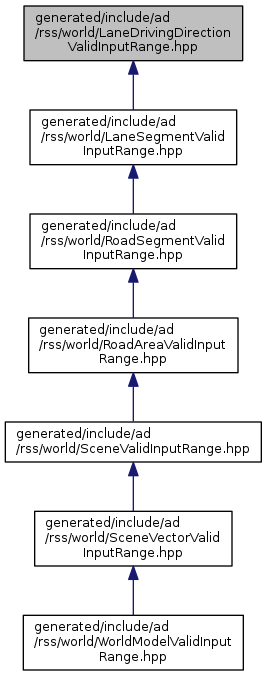 generated/include/ad
/rss/world/LaneDrivingDirection
ValidInputRange.hpp
generated/include/ad
/rss/world/LaneSegmentValid
InputRange.hpp
generated/include/ad
/rss/world/RoadSegmentValid
InputRange.hpp
generated/include/ad
/rss/world/RoadAreaValidInput
Range.hpp
generated/include/ad
/rss/world/SceneValidInputRange.hpp
generated/include/ad
/rss/world/SceneVectorValid
InputRange.hpp
generated/include/ad
/rss/world/WorldModelValidInput
Range.hpp